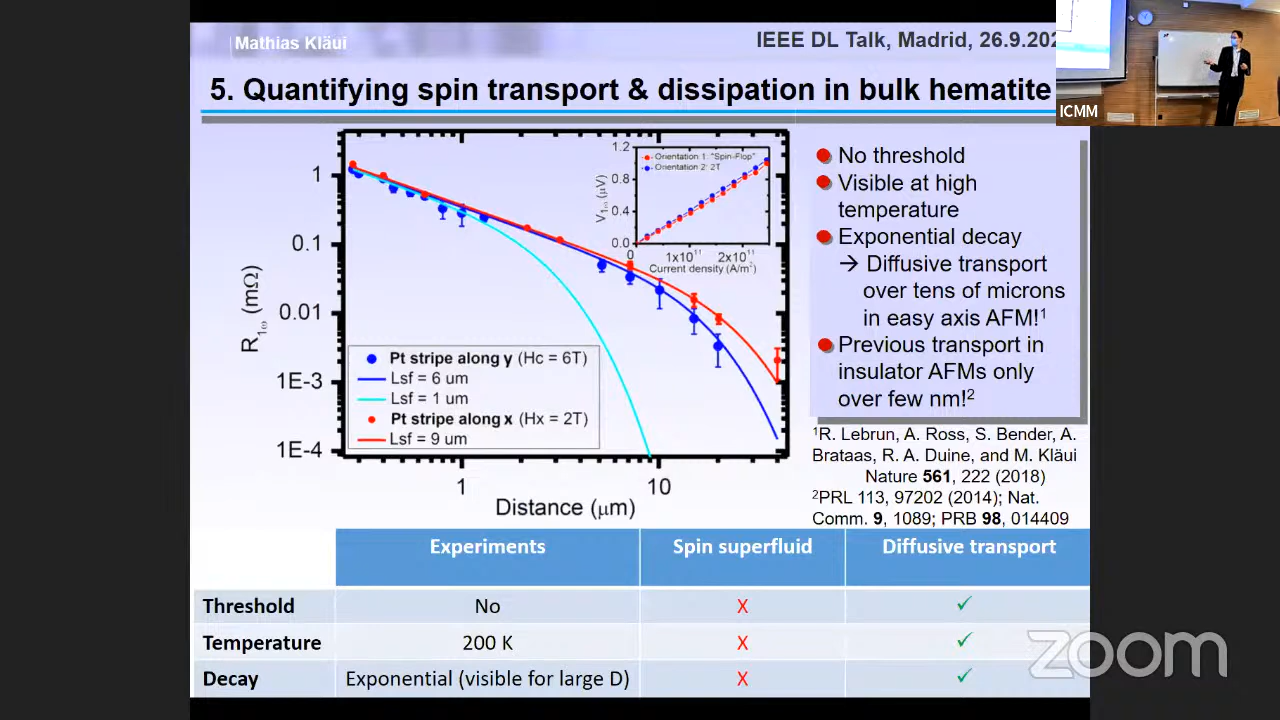 Mathias Kläui
IEEE DL Talk, Madrid, 26.9.202
ICMM
5. Quantifying spin transport & dissipation in bulk hematite
R1ω (mΩ)
1
0.1
0.01
1E-3
1E-4
1
10
Distance (μm)
Pt stripe along y (Hc = 6T)
Lsf = 6 um
Lsf = 1 um
Pt stripe along x (Hx = 2T)
Lsf = 9 um
V1ω (μV)
1.2
0.8
0.4
0.0
Orientation 1: "Spin-Flop"
Orientation 2: 2T
0
1x10¹¹
2x10¹¹
Current density (A/m²)
No threshold
Visible at high
temperature
Exponential decay
→ Diffusive transport
over tens of microns
in easy axis AFM!¹
Previous transport in
insulator AFMs only
over few nm!²
¹R. Lebrun, A. Ross, S. Bender, A.
Brataas, R. A. Duine, and M. Kläui
Nature 561, 222 (2018)
²PRL 113, 97202 (2014); Nat.
Comm. 9, 1089; PRB 98, 014409
Experiments Spin superfluid Diffusive transport
Threshold No X ✓
Temperature 200 K X ✓
Decay Exponential (visible for large D) X ✓
zoom